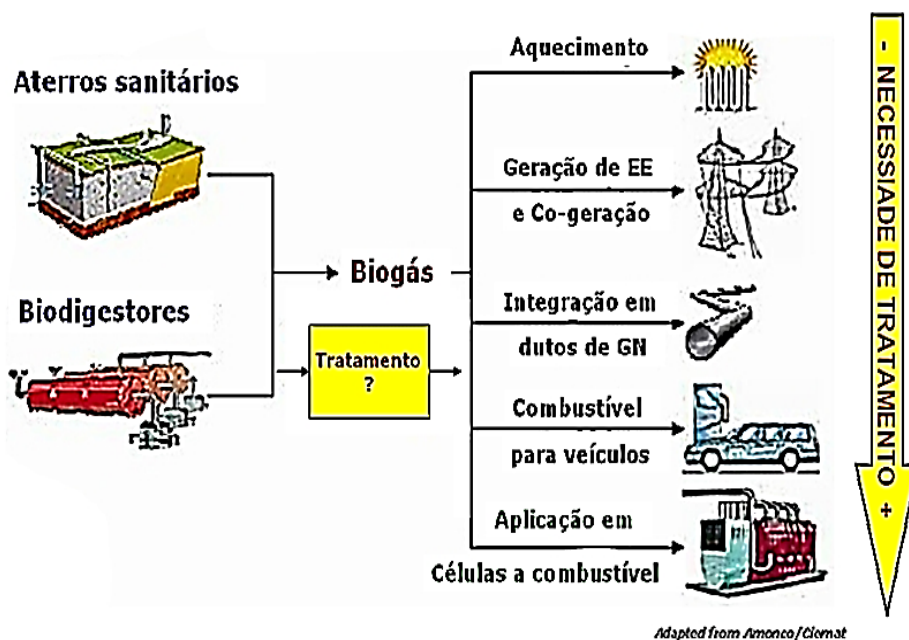 Aterros sanitários
Biodigestores
Biogás
Tratamento
?
Aquecimento
Geração de EE
e Co-geração
Integração em
dutos de GN
Combustível
para veículos
Aplicação em
Células a combustível
- NECESSIADE DE TRATAMENTO +
Adapted from Amonco/Ciemat